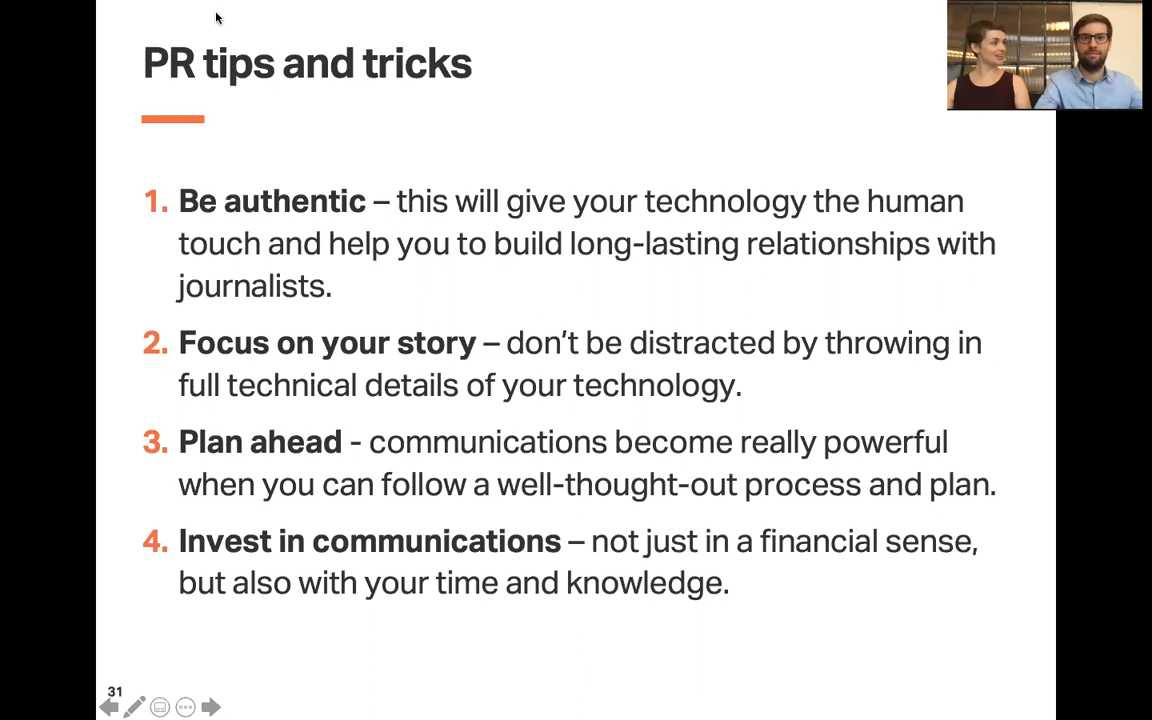 PR tips and tricks
1. Be authentic – this will give your technology the human
touch and help you to build long-lasting relationships with
journalists.
2. Focus on your story – don’t be distracted by throwing in
full technical details of your technology.
3. Plan ahead - communications become really powerful
when you can follow a well-thought-out process and plan.
4. Invest in communications – not just in a financial sense,
but also with your time and knowledge.
31